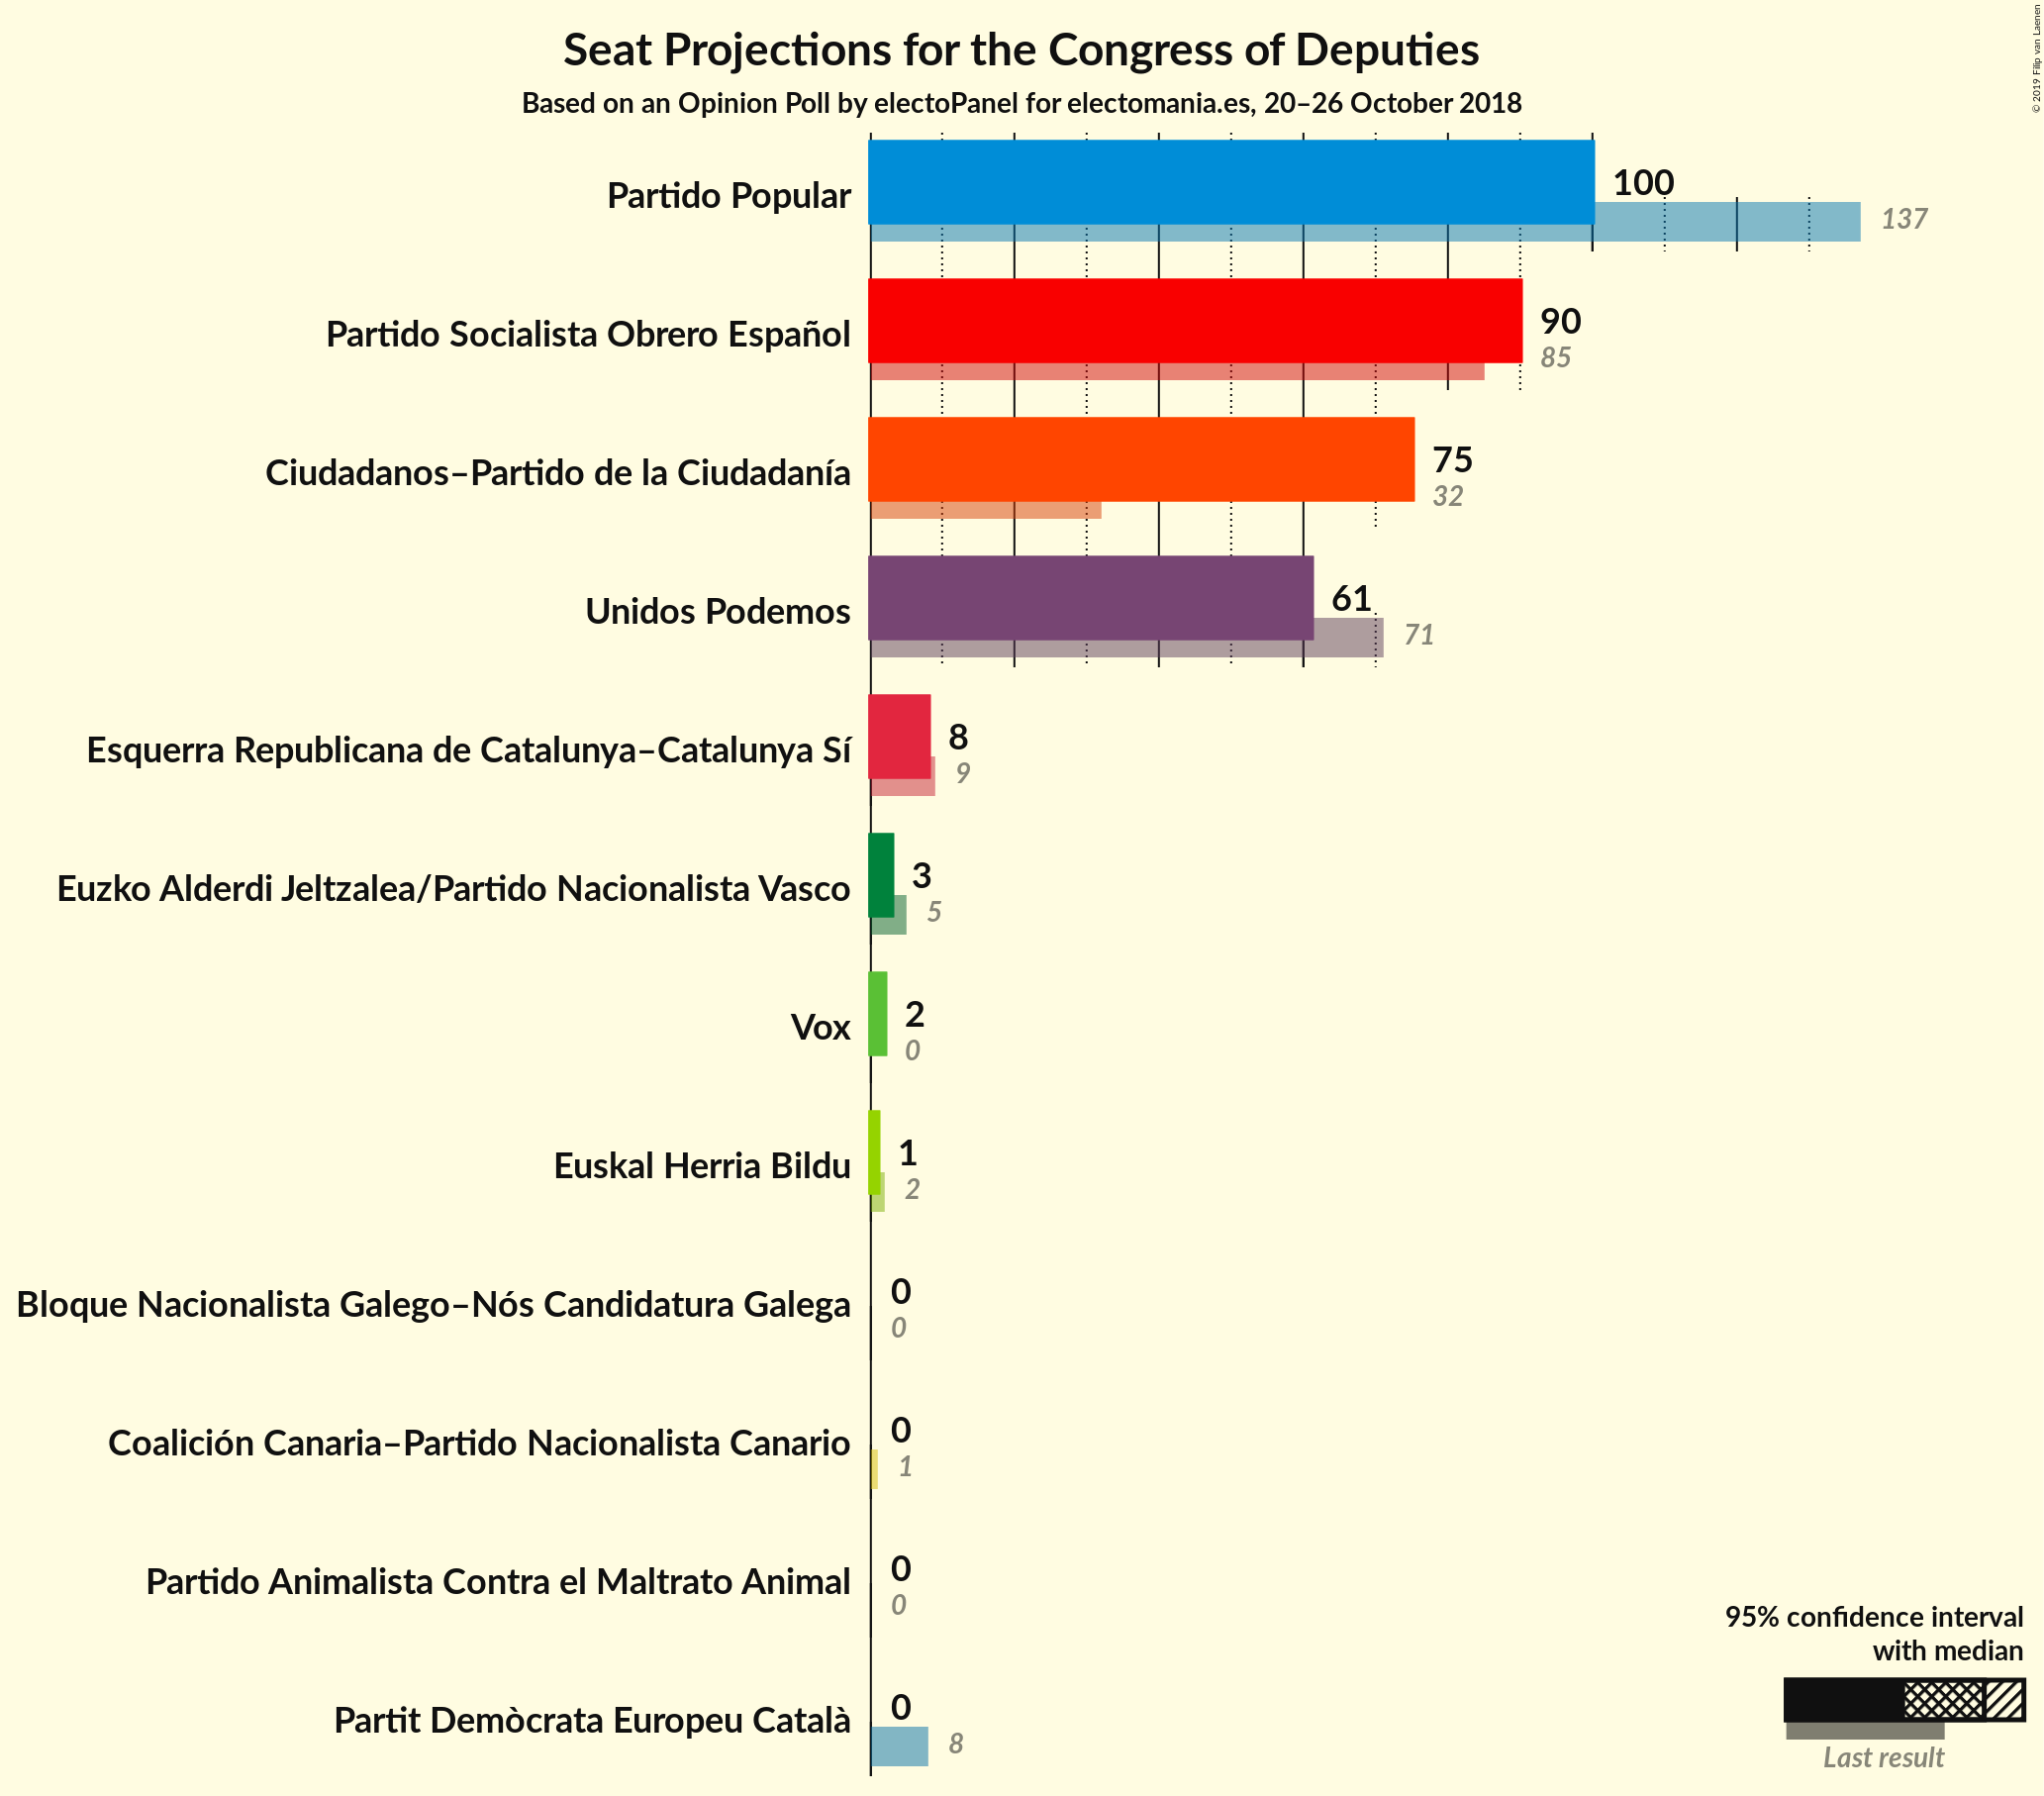 Seat Projections for the Congress of Deputies
Based on an Opinion Poll by electoPanel for electomania.es, 20–26 October 2018
© 2019 Filip van Laenen
Partido Popular
100
137
Partido Socialista Obrero Español
90
85
Ciudadanos–Partido de la Ciudadanía
75
32
Unidos Podemos
61
71
Esquerra Republicana de Catalunya–Catalunya Sí
8
9
Euzko Alderdi Jeltzalea/Partido Nacionalista Vasco
3
5
Vox
2
0
Euskal Herria Bildu
1
2
Bloque Nacionalista Galego–Nós Candidatura Galega
0
0
Coalición Canaria–Partido Nacionalista Canario
0
1
Partido Animalista Contra el Maltrato Animal
0
0
Partit Demòcrata Europeu Català
0
8
95% confidence interval
with median
Last result